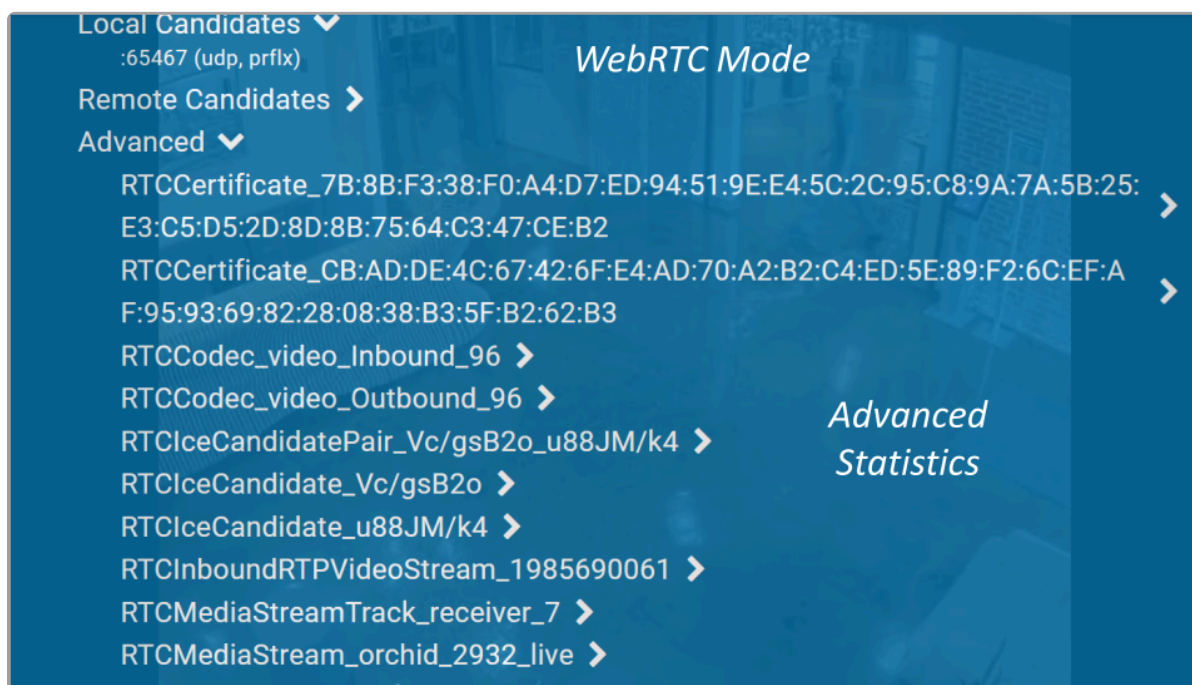 Local Candidates
:65467 (udp, prflx)
WebRTC Mode
Remote Candidates
Advanced
RTCCertificate_7B:8B:F3:38:F0:A4:D7:ED:94:51:9E:E4:5C:2C:95:C8:9A:7A:5B:25:
E3:C5:D5:2D:8D:8B:75:64:C3:47:CE:B2
RTCCertificate_CB:AD:DE:4C:67:42:6F:E4:AD:70:A2:B2:C4:ED:5E:89:F2:6C:EF:A
F:95:93:69:82:28:08:38:B3:5F:B2:62:B3
RTCCodec_video_Inbound_96
RTCCodec_video_Outbound_96
RTCIceCandidatePair_Vc/gsB2o_u88JM/k4
RTCIceCandidate_Vc/gsB2o
RTCIceCandidate_u88JM/k4
RTCInboundRTPVideoStream_1985690061
RTCMediaStreamTrack_receiver_7
RTCMediaStream_orchid_2932_live
Advanced
Statistics